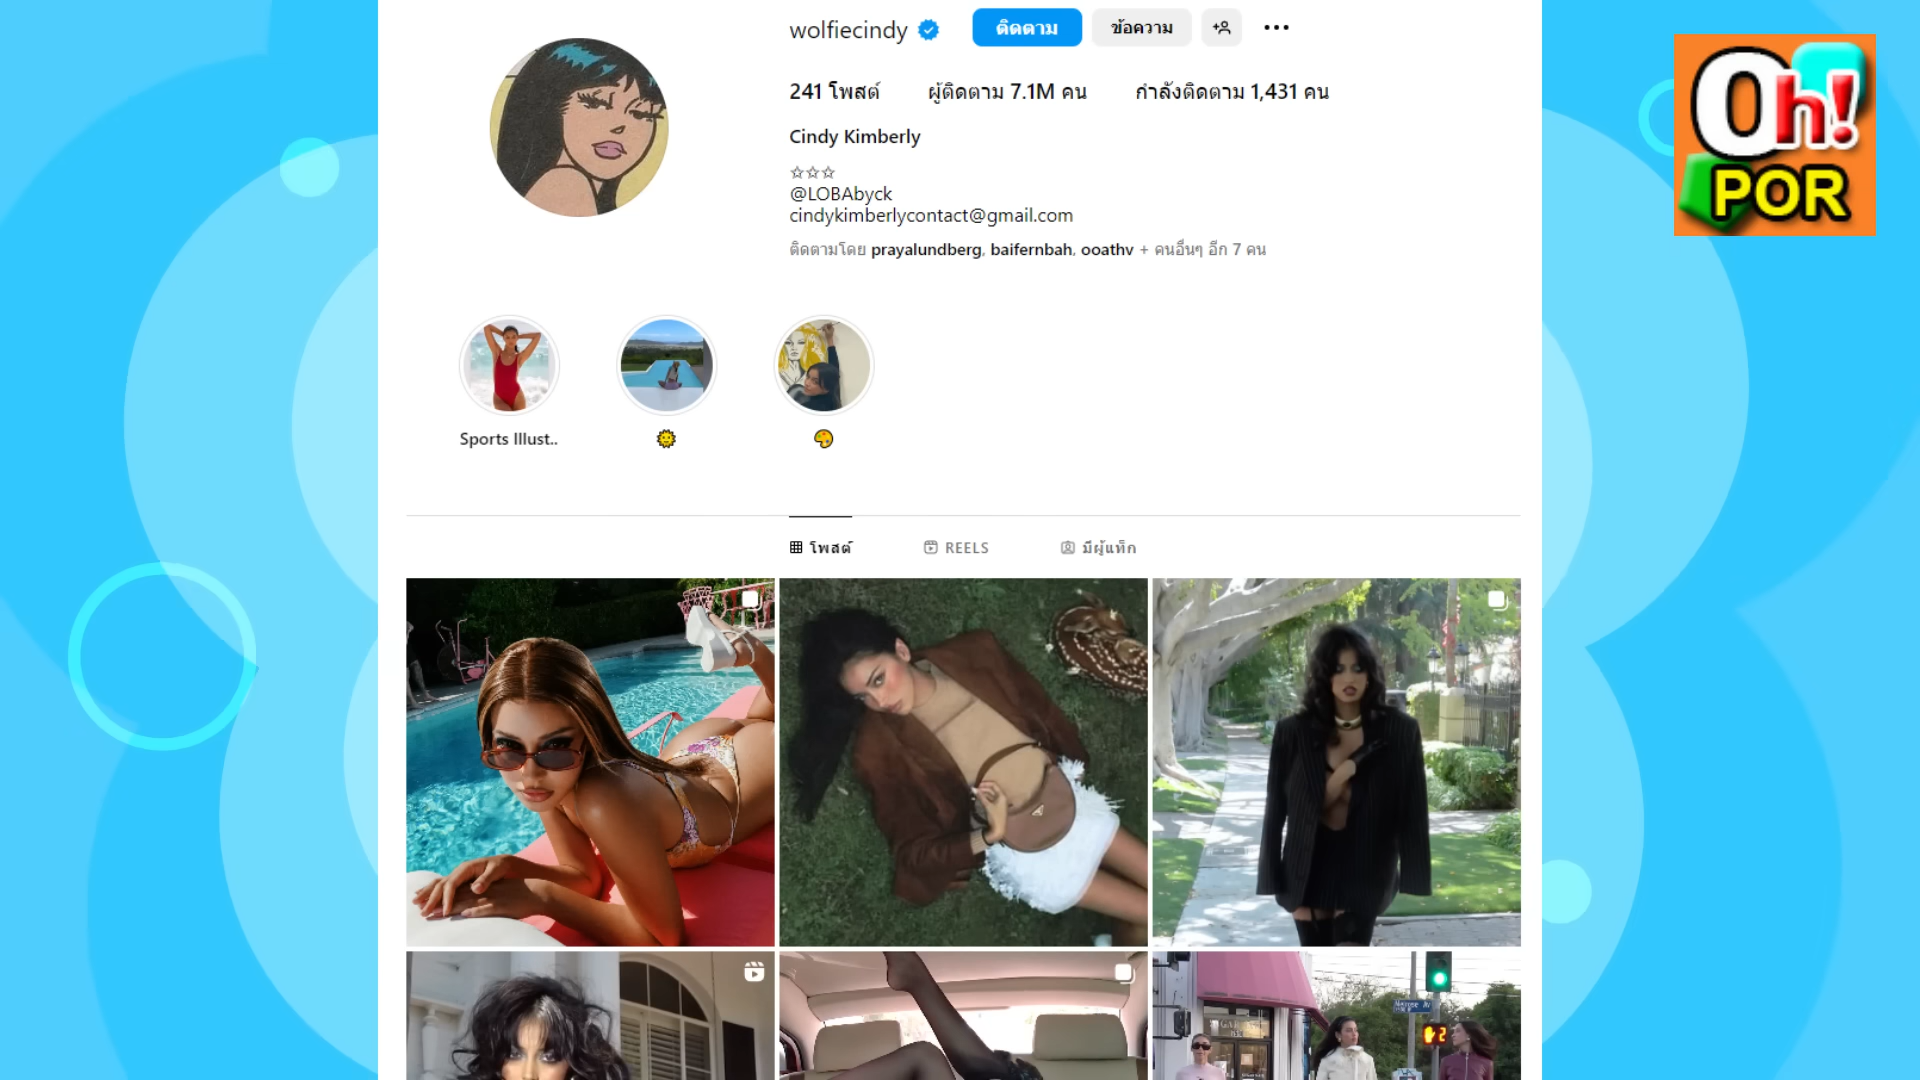 wolfiecindy ติดตาม ข้อความ
241 โพสต์ ผู้ติดตาม 7.1M คน กำลังติดตาม 1,431 คน
Cindy Kimberly
☆☆☆
@LOBAbyck
cindykimberlycontact@gmail.com
ติดตามโดย prayalundberg, baifernbah, ooathv + คนอื่นๆ อีก 7 คน
Oh!
POR
Sports Illust..
โพสต์ REELS มีผู้แท็ก
Melrose Av
2